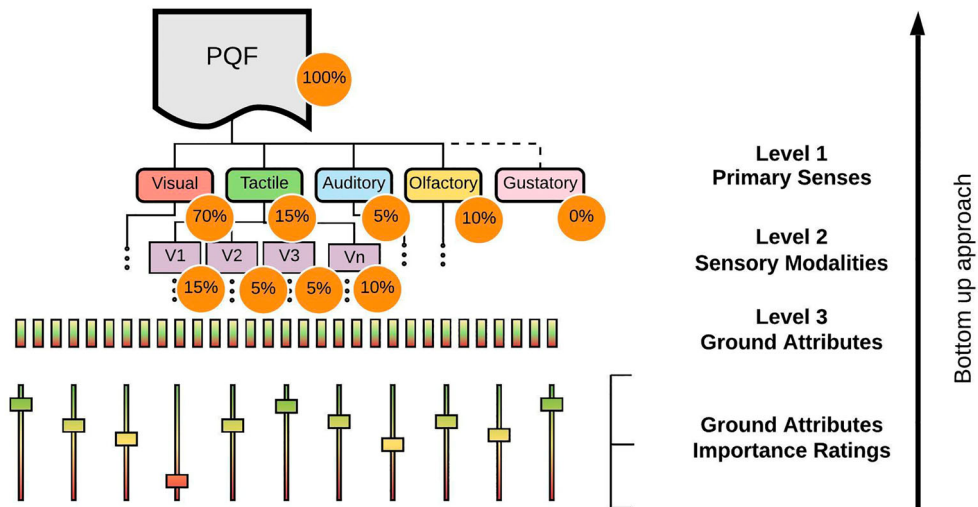 PQF
100%
Level 1
Primary Senses
Visual
Tactile
Auditory
Olfactory
Gustatory
70%
15%
5%
10%
0%
Level 2
Sensory Modalities
V1
V2
V3
Vn
15%
5%
5%
10%
Level 3
Ground Attributes
Ground Attributes
Importance Ratings
Bottom up approach